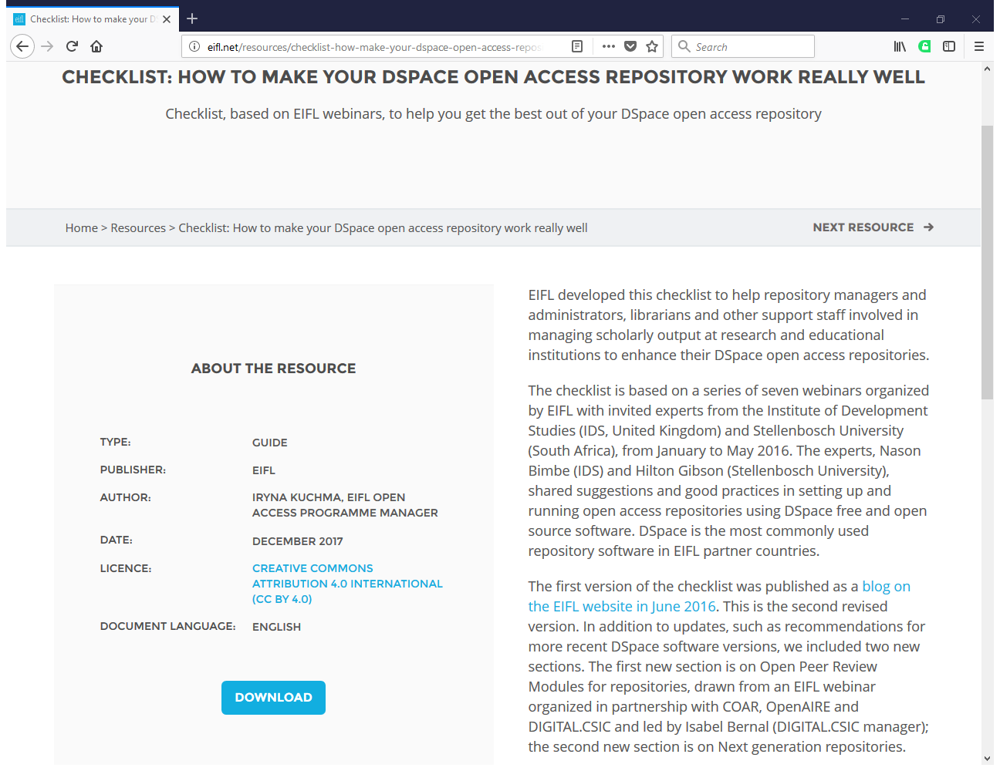 eifl Checklist: How to make your D
eifl.net/resources/checklist-how-make-your-dspace-open-access-repos
Search
CHECKLIST: HOW TO MAKE YOUR DSPACE OPEN ACCESS REPOSITORY WORK REALLY WELL
Checklist, based on EIFL webinars, to help you get the best out of your DSpace open access repository
Home > Resources > Checklist: How to make your DSpace open access repository work really well
NEXT RESOURCE →
ABOUT THE RESOURCE
TYPE: GUIDE
PUBLISHER: EIFL
AUTHOR: IRYNA KUCHMA, EIFL OPEN
ACCESS PROGRAMME MANAGER
DATE: DECEMBER 2017
LICENCE: CREATIVE COMMONS
ATTRIBUTION 4.0 INTERNATIONAL
(CC BY 4.0)
DOCUMENT LANGUAGE: ENGLISH
DOWNLOAD
EIFL developed this checklist to help repository managers and
administrators, librarians and other support staff involved in
managing scholarly output at research and educational
institutions to enhance their DSpace open access repositories.
The checklist is based on a series of seven webinars organized
by EIFL with invited experts from the Institute of Development
Studies (IDS, United Kingdom) and Stellenbosch University
(South Africa), from January to May 2016. The experts, Nason
Bimbe (IDS) and Hilton Gibson (Stellenbosch University),
shared suggestions and good practices in setting up and
running open access repositories using DSpace free and open
source software. DSpace is the most commonly used
repository software in EIFL partner countries.
The first version of the checklist was published as a blog on
the EIFL website in June 2016. This is the second revised
version. In addition to updates, such as recommendations for
more recent DSpace software versions, we included two new
sections. The first new section is on Open Peer Review
Modules for repositories, drawn from an EIFL webinar
organized in partnership with COAR, OpenAIRE and
DIGITAL.CSIC and led by Isabel Bernal (DIGITAL.CSIC manager);
the second new section is on Next generation repositories.